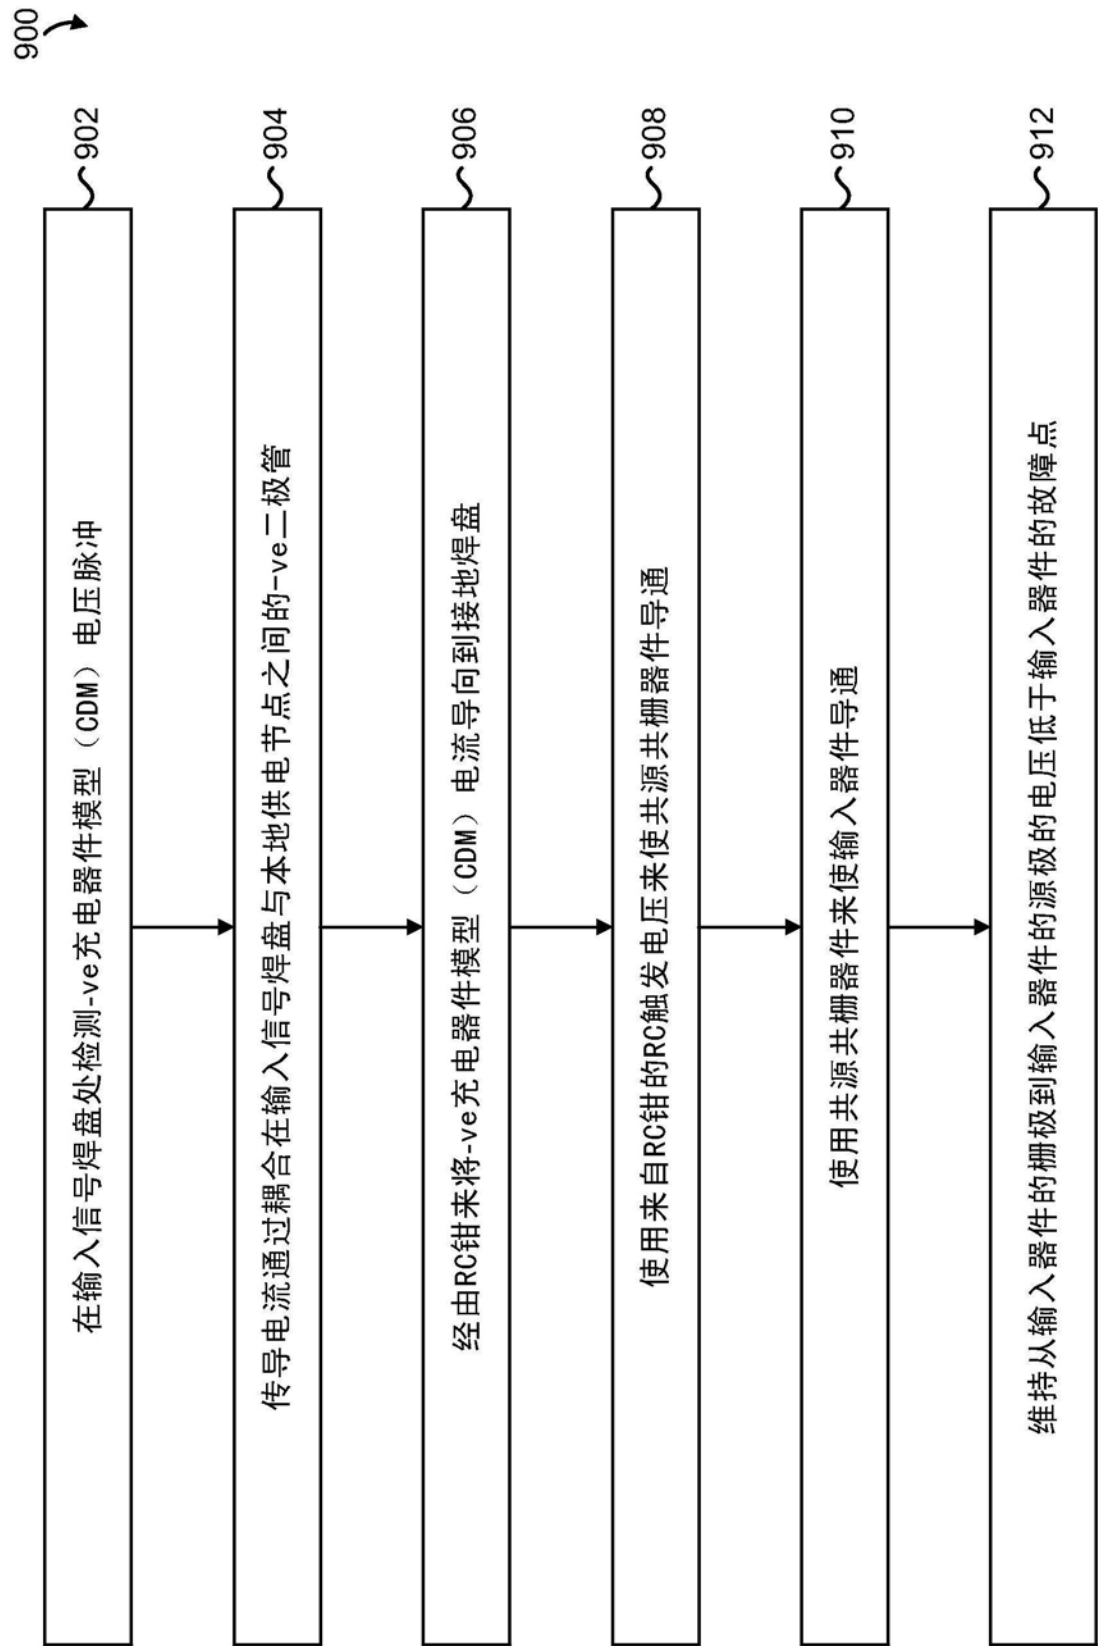 900
902
在输入信号焊盘处检测-ve充电器件模型（CDM）电压脉冲
904
传导电流通过耦合在输入信号焊盘与本地供电节点之间的-ve二极管
906
经由RC钳来将-ve充电器件模型（CDM）电流导向到接地焊盘
908
使用来自RC钳的RC触发电压来使共源共栅器件导通
910
使用共源共栅器件来使输入器件导通
912
维持从输入器件的栅极到输入器件的源极的电压低于输入器件的故障点